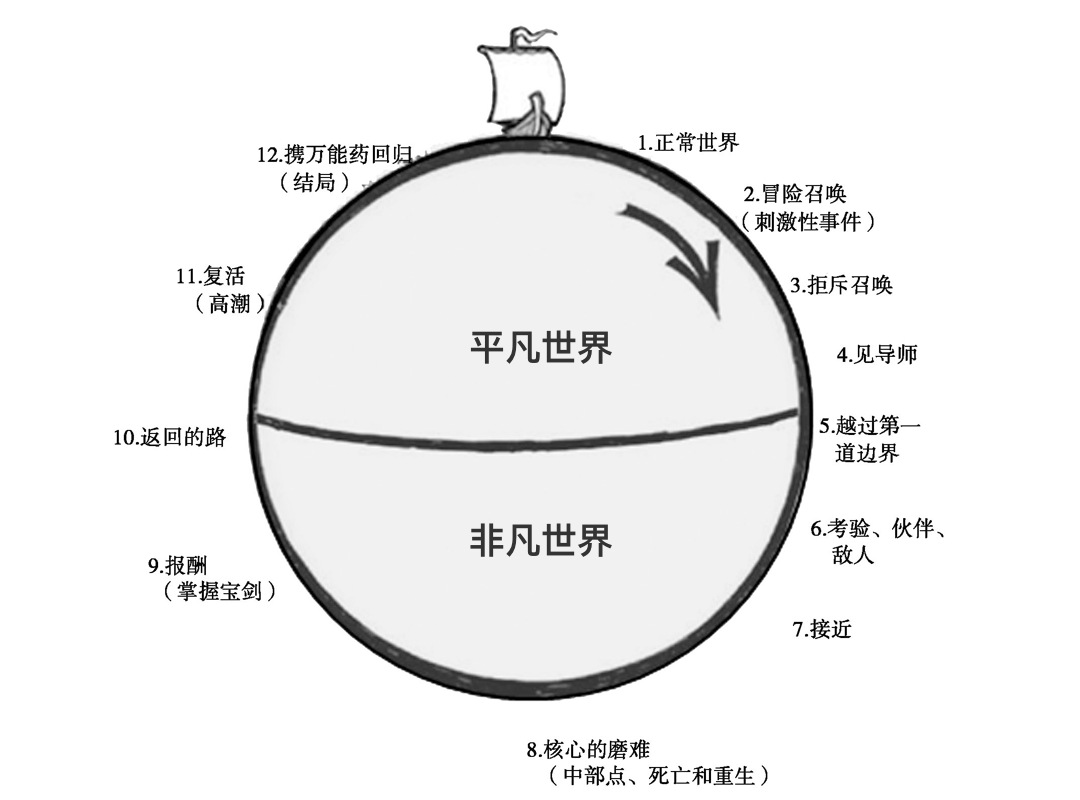 1.正常世界
2.冒险召唤
（刺激性事件）
3.拒斥召唤
4.见导师
5.越过第一
道边界
6.考验、伙伴、
敌人
7.接近
8.核心的磨难
（中部点、死亡和重生）
9.报酬
（掌握宝剑）
10.返回的路
11.复活
（高潮）
12.携万能药回归
（结局）
平凡世界
非凡世界